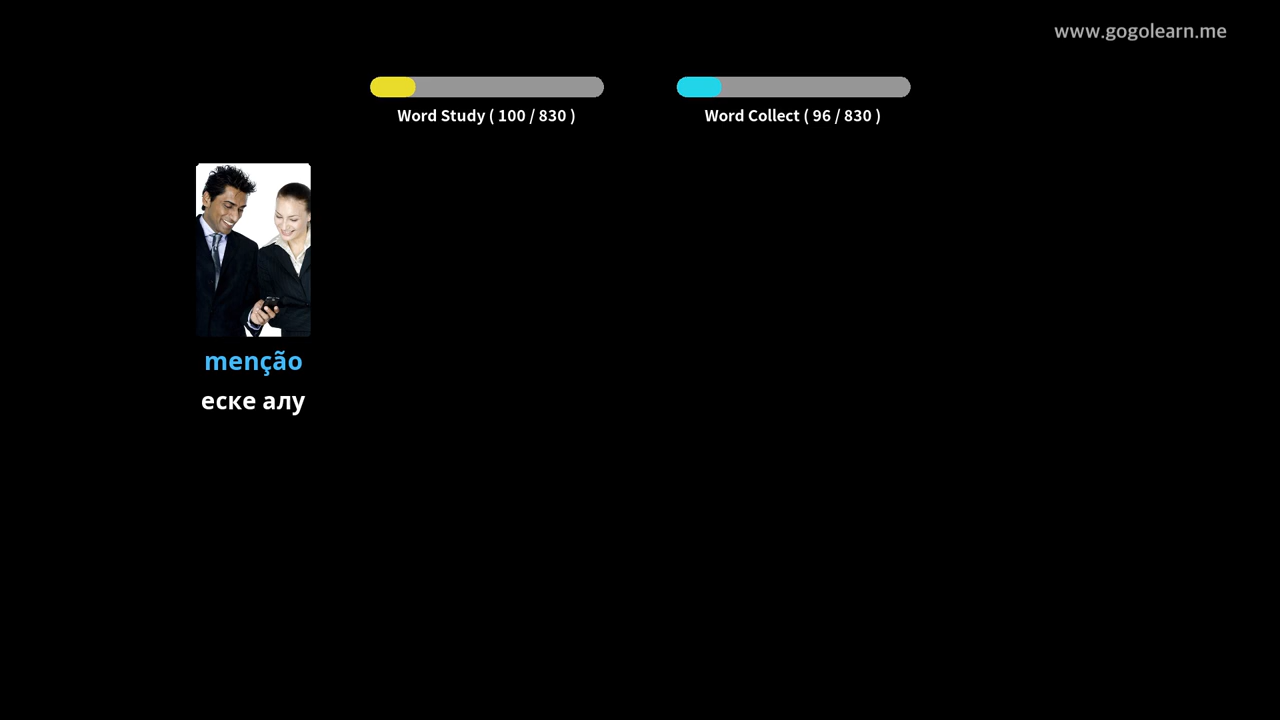 www.gogolearn.me
Word Study ( 100 / 830 )
Word Collect ( 96 / 830 )
menção
еске алу